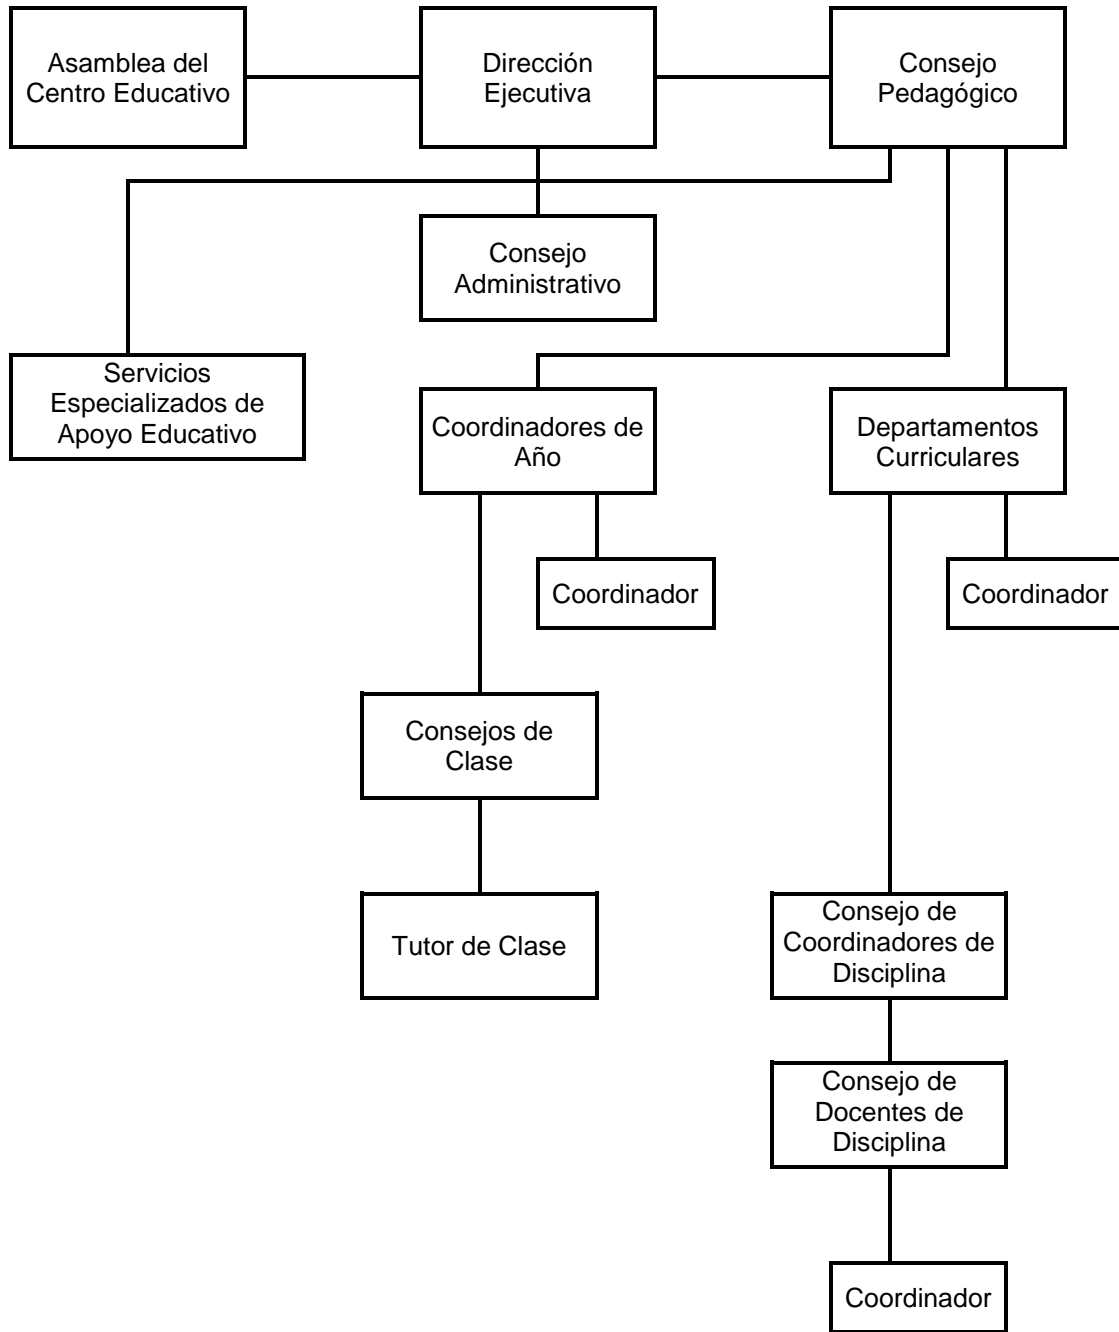 Asamblea del
Centro Educativo
Dirección
Ejecutiva
Consejo
Pedagógico
Consejo
Administrativo
Servicios
Especializados de
Apoyo Educativo
Coordinadores de
Año
Departamentos
Curriculares
Coordinador
Coordinador
Consejos de
Clase
Tutor de Clase
Consejo de
Coordinadores de
Disciplina
Consejo de
Docentes de
Disciplina
Coordinador